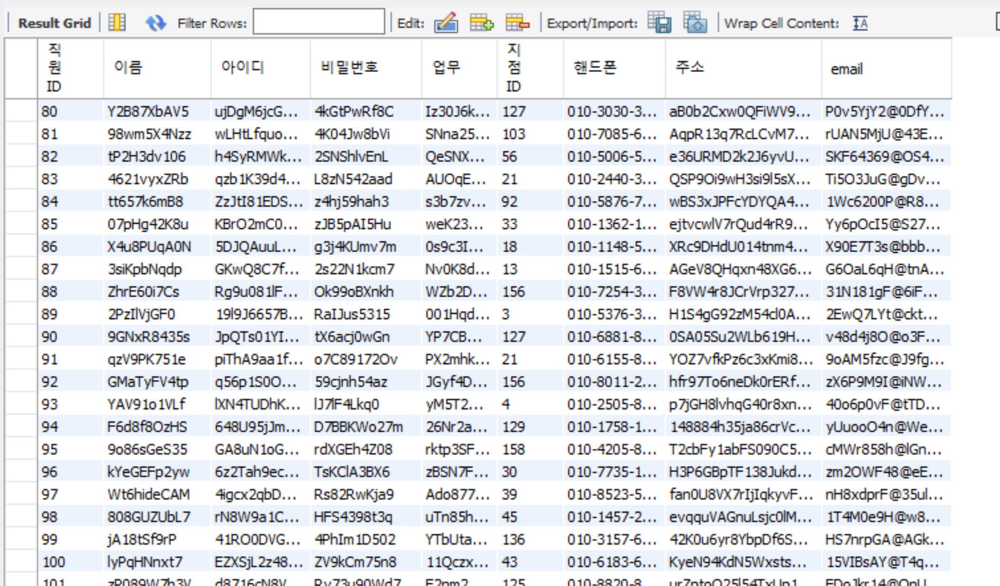 Result Grid Filter Rows: Edit: Export/Import: Wrap Cell Content:
직원ID 이름 아이디 비밀번호 업무 지점ID 핸드폰 주소 email
80 Y2B87XbAV5 ujDgM6jcG... 4kGtPwRf8C Iz30J6k... 127 010-3030-3... aB0b2Cxw0QFiWV9... P0v5YjY2@0DfY...
81 98wm5X4Nzz wLHtLfquo... 4K04Jw8bVi SNna25... 103 010-7085-6... AqpR13q7RcLCvM7... rUAN5MjU@43E...
82 tP2H3dv106 h4SyRMWk... 2SNShlvEnL QeSNX... 56 010-5006-5... e36URMD2k2J6yvU... SKF64369@OS4...
83 4621vyxZRb qzb1K39d4... L8zN542aad AUOqE... 21 010-2440-3... QSP9Oi9wH3si9l5sX... Ti5O3JuG@gDv...
84 tt657k6mB8 ZzJtI81EDS... z4hj59hah3 s3b7zv... 92 010-5876-7... wBS3xJPFcYDYQA4... 1Wc6200P@R8...
85 07pHg42K8u KBrO2mC0... zJB5pAI5Hu weK23... 33 010-1362-1... ejtvcwlV7rQud4rR9... Yy6pOcI5@S27...
86 X4u8PUqA0N 5DJQAuuL... g3j4KUmv7m 0s9c3I... 18 010-1148-5... XRc9DHdU014tnm4... X90E7T3s@bbb...
87 3siKpbNqdp GKwQ8C7f... 2s22N1kcm7 Nv0K8d... 13 010-1515-6... AGeV8QHqxn48XG6... G6OaL6qH@tnA...
88 ZhrE60i7Cs Rg9u081lF... Ok99oBXnkh WZb2D... 156 010-7254-3... F8VW4r8JCrVrp327... 31N181gF@6iF...
89 2PzIlVjGF0 19l9J6657B... RaIJus5315 001Hqd... 3 010-5376-3... H1S4gG92zM54cl0A... 2EwQ7LYt@ckt...
90 9GNxR8435s JpQTs01YI... tX6acj0wGn YP7CB... 127 010-6881-8... 0SA05Su2WLb619H... v48d4j8O@o3F...
91 qzV9PK751e piThA9aa1f... o7C89172Ov PX2mhk... 21 010-6155-8... YOZ7vfkPz6c3xKmi8... 9oAM5fzc@J9fg...
92 GMaTyFV4tp q56p1S0O... 59cjnh54az JGyf4D... 156 010-8011-2... hfr97To6neDk0rERf... zX6P9M9I@iNW...
93 YAV91o1VLf lXN4TUDhK... lJ7lF4Lkq0 yM5T2... 4 010-2505-8... p7jGH8lvhqG40r8xn... 40o6p0vF@tTD...
94 F6d8f8OzHS 648U95jJm... D7BBKWo27m 26Nr2a... 129 010-1758-1... 148884h35ja86crVc... yUuooO4n@We...
95 9o86sGeS35 GA8uN1oG... rdXGEh4Z08 rktp3SF... 158 010-4205-8... T2cbFy1abFS090C5... cMWr858h@lGn...
96 kYeGEFp2yw 6z2Tah9ec... TsKClA3BX6 zBSN7F... 30 010-7735-1... H3P6GBpTF138Jukd... zm2OWF48@eE...
97 Wt6hideCAM 4igcx2qbD... Rs82RwKja9 Ado877... 39 010-8523-5... fan0U8VX7rIjIqkyvF... nH8xdprF@35ul...
98 808GUZUbL7 rN8W9a1C... HFS4398t3q uTn85h... 45 010-1457-2... evqquVAGnuLsjc0lM... 1T4M0e9H@w8...
99 jA18tSf9rP 41RO0DVG... 4PhIm1D502 YTbUta... 136 010-3157-6... 42K0u6yr8YbpDf6S... HS7nrpGA@AGk...
100 lyPqHNnxt7 EZXSjL2z48... ZV9kCm75n8 11Qczx... 43 010-6183-6... KyeN94KdN5Wxsts... 15VIBsAY@T4q...
101 125